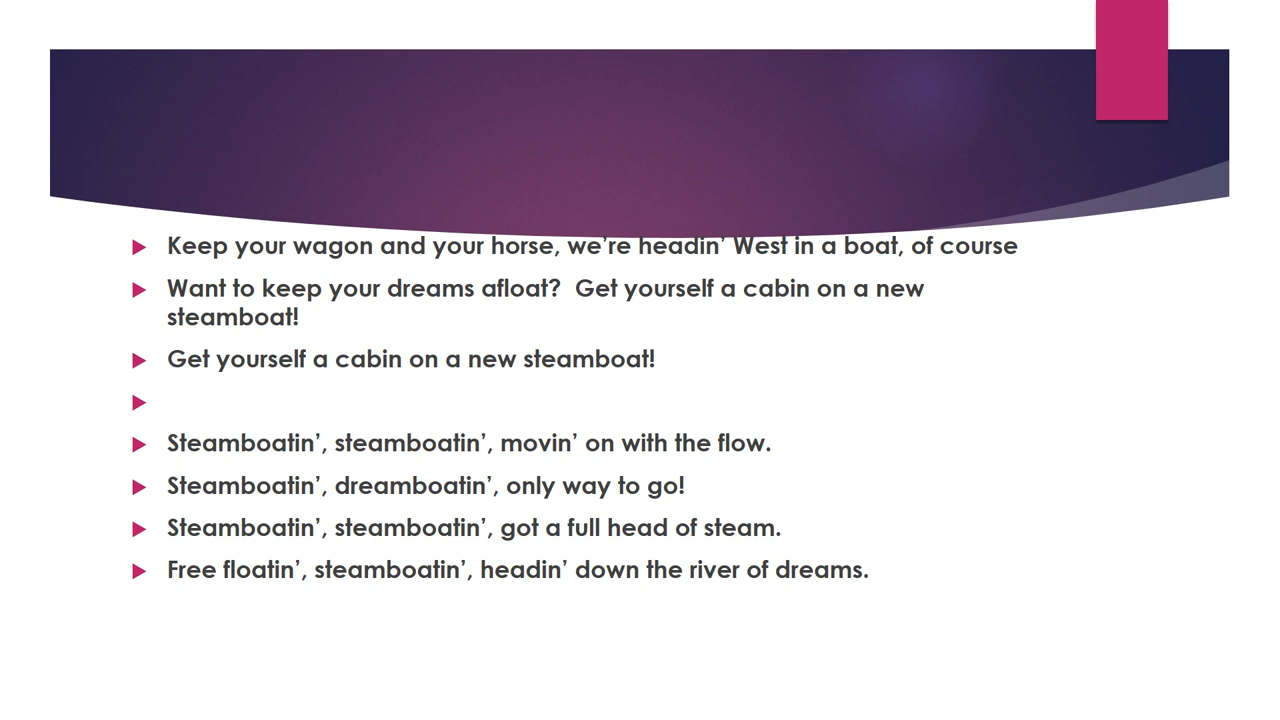 Keep your wagon and your horse, we’re headin’ West in a boat, of course
Want to keep your dreams afloat?  Get yourself a cabin on a new
steamboat!
Get yourself a cabin on a new steamboat!
Steamboatin’, steamboatin’, movin’ on with the flow.
Steamboatin’, dreamboatin’, only way to go!
Steamboatin’, steamboatin’, got a full head of steam.
Free floatin’, steamboatin’, headin’ down the river of dreams.